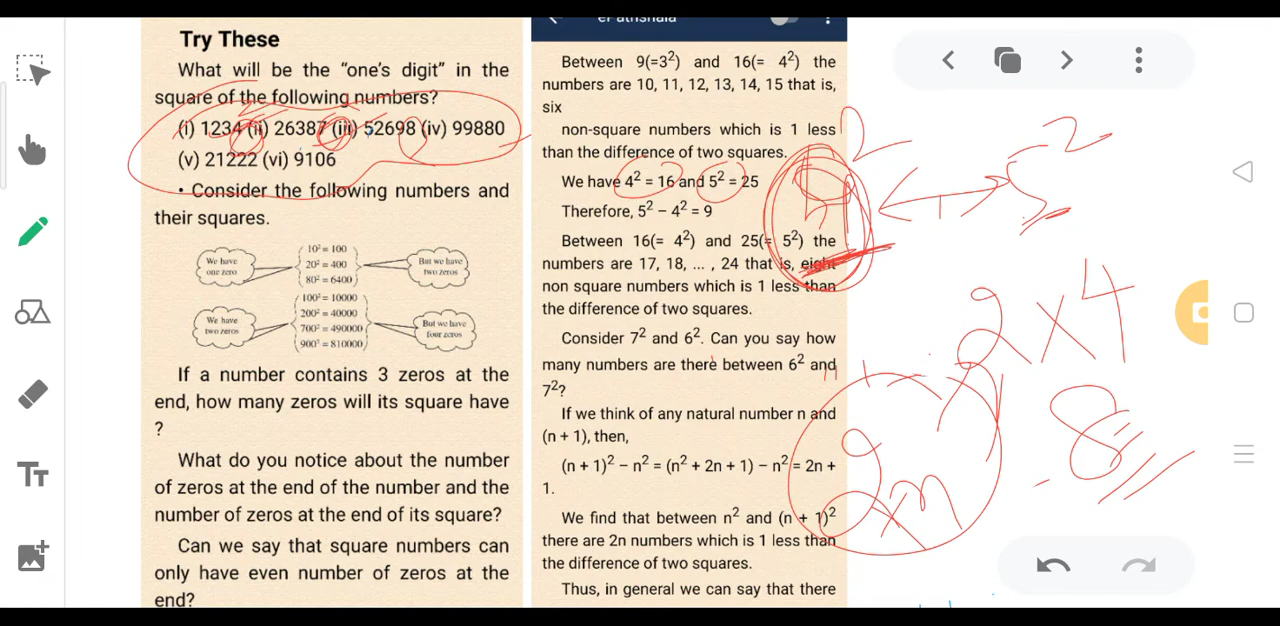 Try These
What will be the “one’s digit” in the
square of the following numbers?
(i) 1234 (ii) 26387 (iii) 52698 (iv) 99880
(v) 21222 (vi) 9106
• Consider the following numbers and
their squares.
We have
one zero
10² = 100
20² = 400
80² = 6400
But we have
two zeros
We have
two zeros
100² = 10000
200² = 40000
700² = 490000
900² = 810000
But we have
four zeros
If a number contains 3 zeros at the
end, how many zeros will its square have
?
What do you notice about the number
of zeros at the end of the number and the
number of zeros at the end of its square?
Can we say that square numbers can
only have even number of zeros at the
end?
ePathshala
Between 9(=3²) and 16(= 4²) the
numbers are 10, 11, 12, 13, 14, 15 that is,
six
non-square numbers which is 1 less
than the difference of two squares.
We have 4² = 16 and 5² = 25
Therefore, 5² − 4² = 9
Between 16(= 4²) and 25(= 5²) the
numbers are 17, 18, ... , 24 that is, eight
non square numbers which is 1 less than
the difference of two squares.
Consider 7² and 6². Can you say how
many numbers are there between 6² and
7²?
If we think of any natural number n and
(n + 1), then,
(n + 1)² − n² = (n² + 2n + 1) − n² = 2n +
1.
We find that between n² and (n + 1)²
there are 2n numbers which is 1 less than
the difference of two squares.
Thus, in general we can say that there
5²
2 x 4
8
2n
Tт